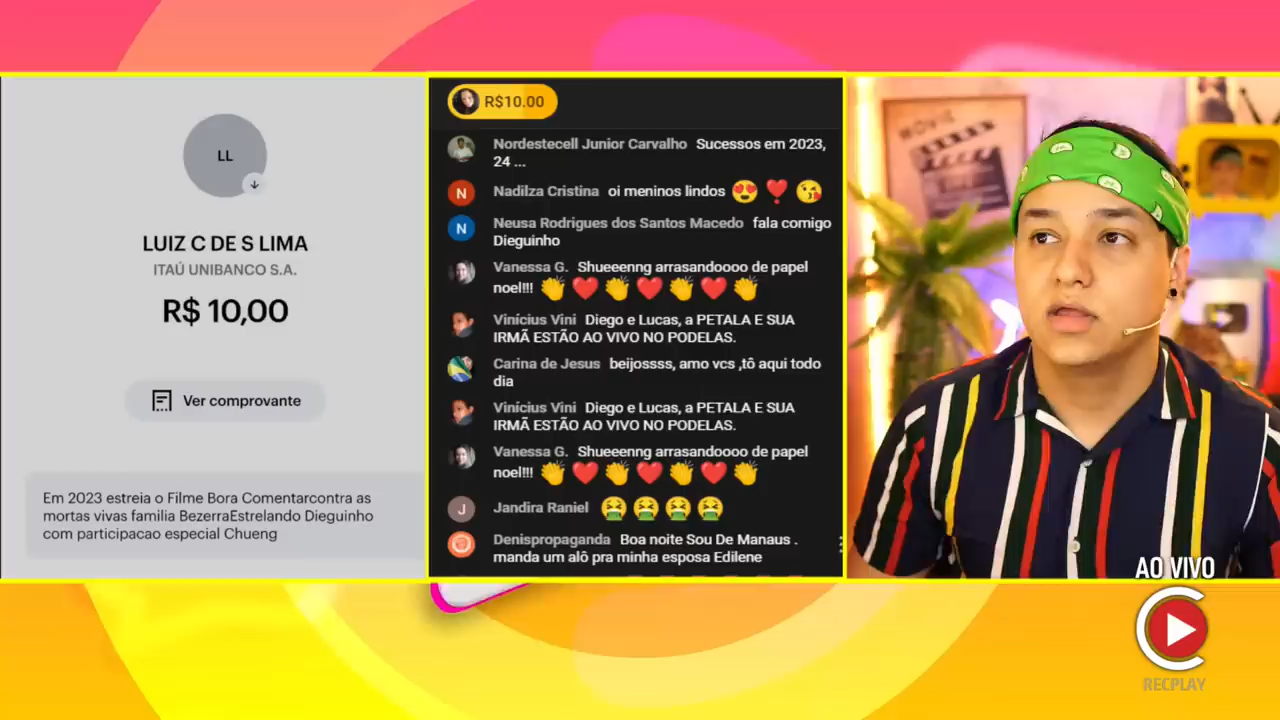 LL
LUIZ C DE S LIMA
ITAÚ UNIBANCO S.A.
R$ 10,00
Ver comprovante
Em 2023 estreia o Filme Bora Comentarcontra as
mortas vivas familia BezerraEstrelando Dieguinho
com participacao especial Chueng
R$10.00
Nordestecell Junior Carvalho Sucessos em 2023,
24 ...
N
Nadilza Cristina oi meninos lindos 😍 ❣️ 😘
N
Neusa Rodrigues dos Santos Macedo fala comigo
Dieguinho
Vanessa G. Shueeenng arrasandoooo de papel
noel!!! 👏 ❤️ 👏 ❤️ 👏 ❤️ 👏
Vinícius Vini Diego e Lucas, a PETALA E SUA
IRMÃ ESTÃO AO VIVO NO PODELAS.
Carina de Jesus beijossss, amo vcs ,tô aqui todo
dia
Vinícius Vini Diego e Lucas, a PETALA E SUA
IRMÃ ESTÃO AO VIVO NO PODELAS.
Vanessa G. Shueeenng arrasandoooo de papel
noel!!! 👏 ❤️ 👏 ❤️ 👏 ❤️ 👏
J
Jandira Raniel 🤮 🤮 🤮 🤮
Denispropaganda Boa noite Sou De Manaus .
manda um alô pra minha esposa Edilene
MOVIE
AO VIVO
RECPLAY